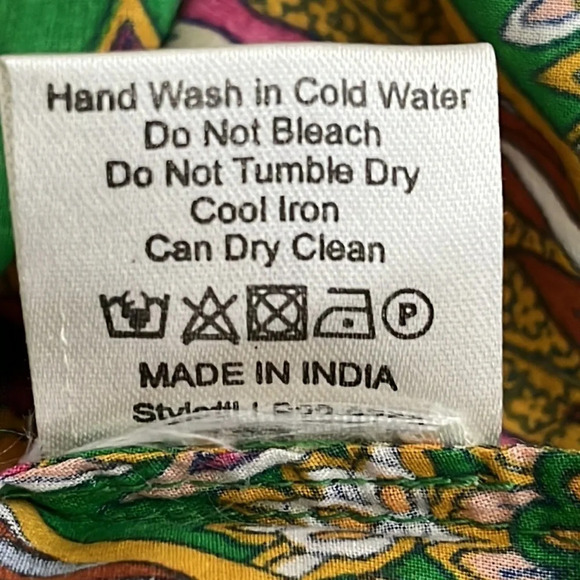 Hand Wash in Cold Water
Do Not Bleach
Do Not Tumble Dry
Cool Iron
Can Dry Clean
P
MADE IN INDIA